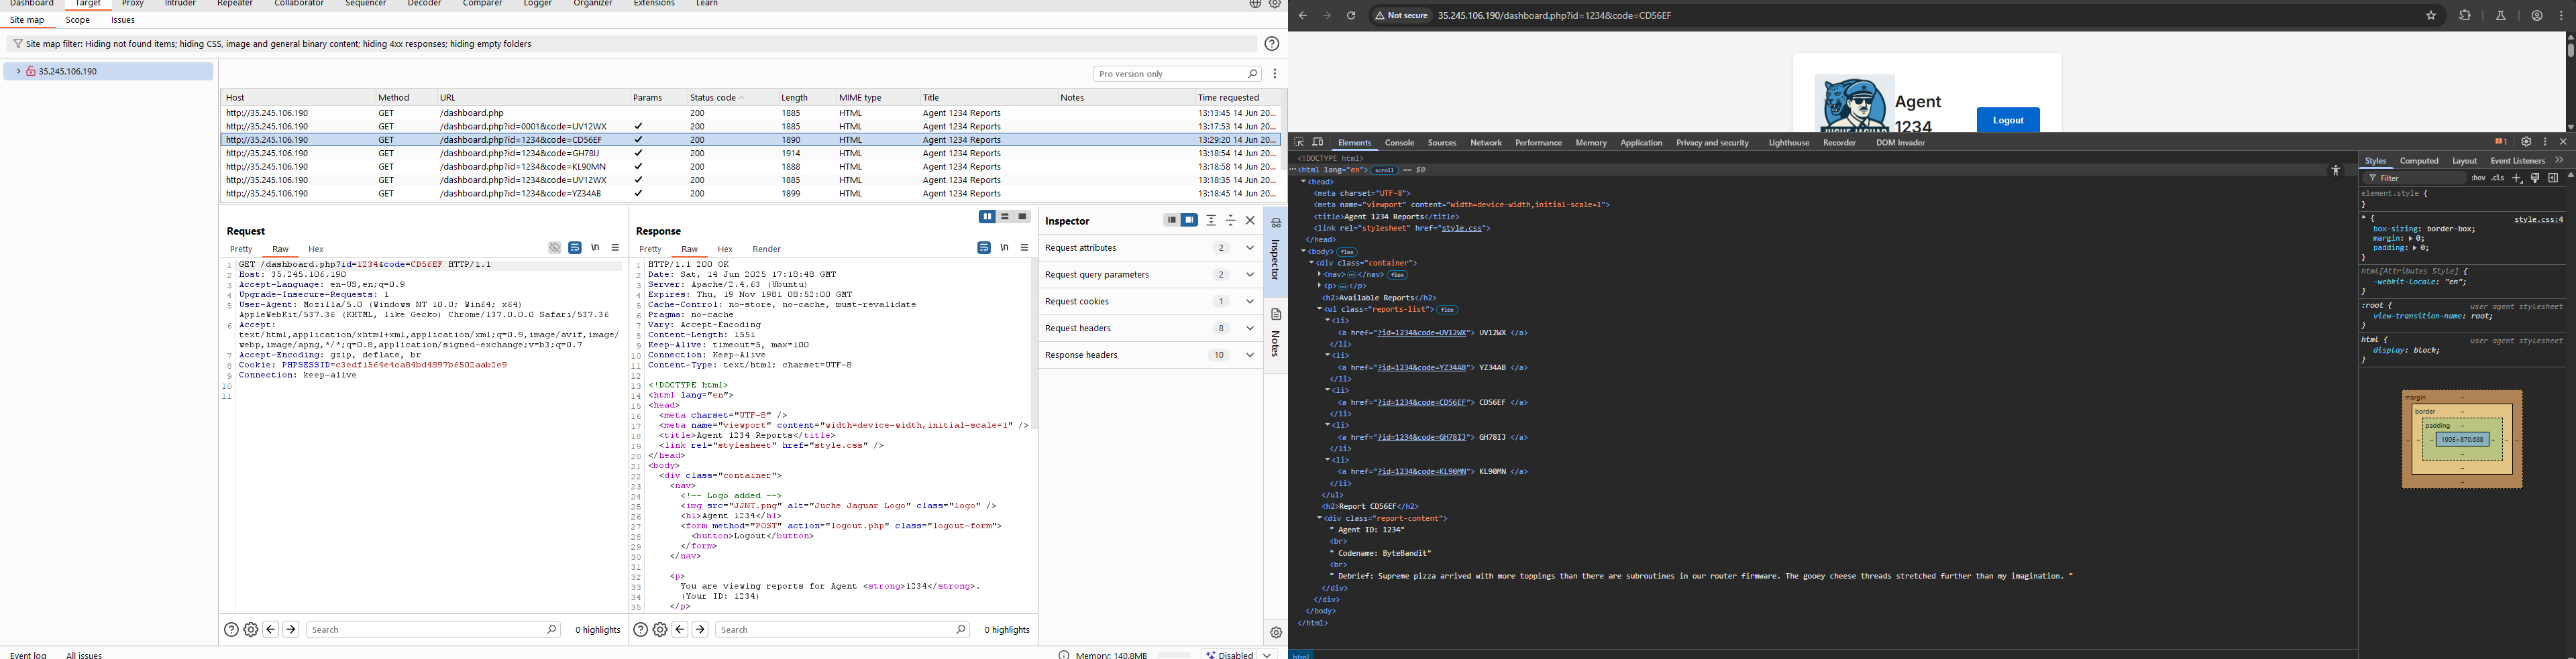 Dashboard Target Proxy Intruder Repeater Collaborator Sequencer Decoder Comparer Logger Organizer Extensions Learn
Site map Scope Issues
Site map filter: Hiding not found items; hiding CSS, image and general binary content; hiding 4xx responses; hiding empty folders
35.245.106.190
Pro version only
Host Method URL Params Status code Length MIME type Title Notes Time requested
http://35.245.106.190 GET /dashboard.php 200 1885 HTML Agent 1234 Reports 13:13:45 14 Jun 20...
http://35.245.106.190 GET /dashboard.php?id=0001&code=UV12WX ✓ 200 1885 HTML Agent 1234 Reports 13:17:53 14 Jun 20...
http://35.245.106.190 GET /dashboard.php?id=1234&code=CD56EF ✓ 200 1890 HTML Agent 1234 Reports 13:29:20 14 Jun 20...
http://35.245.106.190 GET /dashboard.php?id=1234&code=GH78IJ ✓ 200 1914 HTML Agent 1234 Reports 13:18:54 14 Jun 20...
http://35.245.106.190 GET /dashboard.php?id=1234&code=KL90MN ✓ 200 1888 HTML Agent 1234 Reports 13:18:58 14 Jun 20...
http://35.245.106.190 GET /dashboard.php?id=1234&code=UV12WX ✓ 200 1885 HTML Agent 1234 Reports 13:18:35 14 Jun 20...
http://35.245.106.190 GET /dashboard.php?id=1234&code=YZ34AB ✓ 200 1899 HTML Agent 1234 Reports 13:18:45 14 Jun 20...
Request
Pretty Raw Hex
\n
1 GET /dashboard.php?id=1234&code=CD56EF HTTP/1.1
2 Host: 35.245.106.190
3 Accept-Language: en-US,en;q=0.9
4 Upgrade-Insecure-Requests: 1
5 User-Agent: Mozilla/5.0 (Windows NT 10.0; Win64; x64)
AppleWebKit/537.36 (KHTML, like Gecko) Chrome/137.0.0.0 Safari/537.36
6 Accept:
text/html,application/xhtml+xml,application/xml;q=0.9,image/avif,image/
webp,image/apng,*/*;q=0.8,application/signed-exchange;v=b3;q=0.7
7 Accept-Encoding: gzip, deflate, br
8 Cookie: PHPSESSID=c3edf1564e4ca84bd4897b6502aab2e9
9 Connection: keep-alive
10
11
Search
0 highlights
Response
Pretty Raw Hex Render
\n
1 HTTP/1.1 200 OK
2 Date: Sat, 14 Jun 2025 17:18:48 GMT
3 Server: Apache/2.4.63 (Ubuntu)
4 Expires: Thu, 19 Nov 1981 08:52:00 GMT
5 Cache-Control: no-store, no-cache, must-revalidate
6 Pragma: no-cache
7 Vary: Accept-Encoding
8 Content-Length: 1551
9 Keep-Alive: timeout=5, max=100
10 Connection: Keep-Alive
11 Content-Type: text/html; charset=UTF-8
12
13 <!DOCTYPE html>
14 <html lang="en">
15 <head>
16 <meta charset="UTF-8" />
17 <meta name="viewport" content="width=device-width,initial-scale=1" />
18 <title>Agent 1234 Reports</title>
19 <link rel="stylesheet" href="style.css" />
20 </head>
21 <body>
22 <div class="container">
23 <nav>
24 <!-- Logo added -->
25 <img src="JJNT.png" alt="Juche Jaguar Logo" class="logo" />
26 <h1>Agent 1234</h1>
27 <form method="POST" action="logout.php" class="logout-form">
28 <button>Logout</button>
29 </form>
30 </nav>
31
32 <p>
33 You are viewing reports for Agent <strong>1234</strong>.
34 (Your ID: 1234)
35 </p>
Search
0 highlights
Inspector
Request attributes 2
Request query parameters 2
Request cookies 1
Request headers 8
Response headers 10
Inspector
Notes
Event log All issues
Memory: 140.8MB
Disabled
Not secure 35.245.106.190/dashboard.php?id=1234&code=CD56EF
JUCHE JAGUAR
Agent
1234
Logout
Elements Console Sources Network Performance Memory Application Privacy and security Lighthouse Recorder DOM Invader
1
<!DOCTYPE html>
<html lang="en"> scroll == $0
<head>
<meta charset="UTF-8">
<meta name="viewport" content="width=device-width,initial-scale=1">
<title>Agent 1234 Reports</title>
<link rel="stylesheet" href="style.css">
</head>
<body> flex
<div class="container">
<nav>…</nav> flex
<p>…</p>
<h2>Available Reports</h2>
<ul class="reports-list"> flex
<li>
<a href="?id=1234&code=UV12WX"> UV12WX </a>
</li>
<li>
<a href="?id=1234&code=YZ34AB"> YZ34AB </a>
</li>
<li>
<a href="?id=1234&code=CD56EF"> CD56EF </a>
</li>
<li>
<a href="?id=1234&code=GH78IJ"> GH78IJ </a>
</li>
<li>
<a href="?id=1234&code=KL90MN"> KL90MN </a>
</li>
</ul>
<h2>Report CD56EF</h2>
<div class="report-content">
" Agent ID: 1234"
<br>
" Codename: ByteBandit"
<br>
" Debrief: Supreme pizza arrived with more toppings than there are subroutines in our router firmware. The gooey cheese threads stretched further than my imagination. "
</div>
</div>
</body>
</html>
html
Styles Computed Layout Event Listeners
Filter :hov .cls
element.style {
}
* { style.css:4
box-sizing: border-box;
margin: 0;
padding: 0;
}
html[Attributes Style] {
-webkit-locale: "en";
}
:root { user agent stylesheet
view-transition-name: root;
}
html { user agent stylesheet
display: block;
}
margin –
border –
padding –
– – – 1905×870.688 – – –
–
–
–